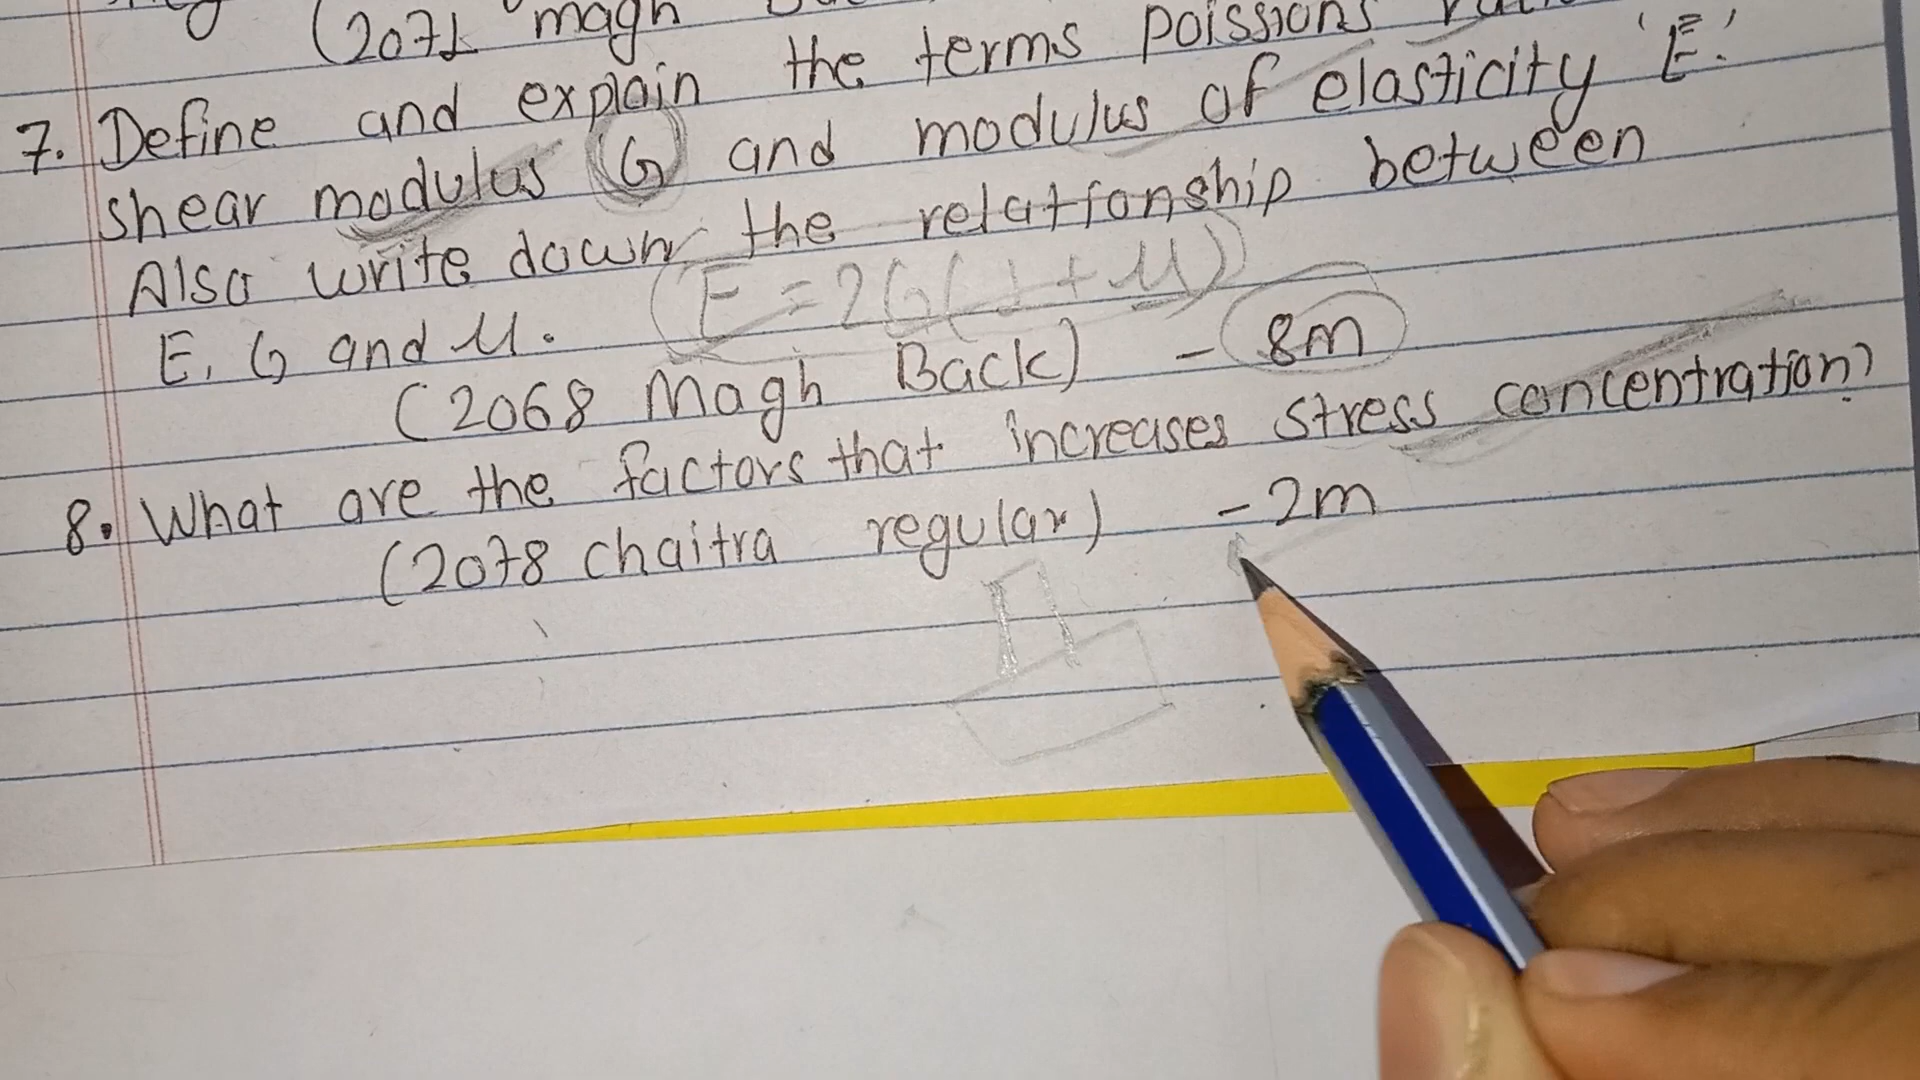 (2071 magh
7. Define and explain the terms poissions
shear modulus G and modulus of elasticity 'E'.
Also write down the relationship between
E, G and μ. E = 2G(1+μ)
(2068 Magh Back) - 8m
8. What are the factors that increases stress concentration?
(2078 chaitra regular) - 2m